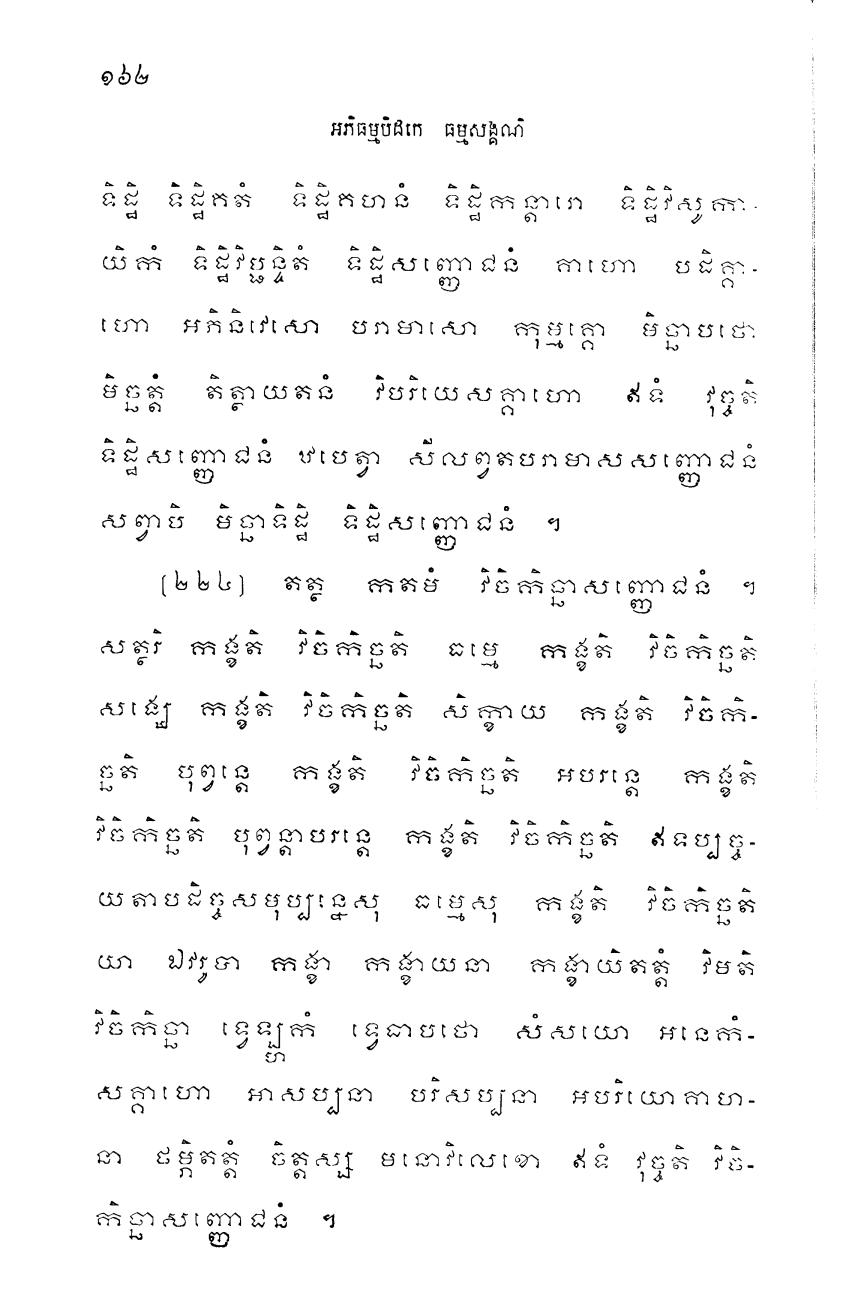 ១៦២
អភិធម្មបិដកេ ធម្មសង្គណិ
ទិដ្ឋិ ទិដ្ឋិគតំ ទិដ្ឋិគហនំ ទិដ្ឋិកន្តារោ ទិដ្ឋិវិសូកា-
យិកំ ទិដ្ឋិវិប្ផន្ទិតំ ទិដ្ឋិសញ្ញោជនំ គាហោ បដិគ្គា-
ហោ អភិនិវេសោ បរាមាសោ កុម្មគ្គោ មិច្ឆាបថោ
មិច្ឆត្តំ តិត្ថាយតនំ វិបរិយេសគ្គាហោ ឥទំ វុច្ចតិ
ទិដ្ឋិសញ្ញោជនំ ឋបេត្វា សីលព្វតបរាមាសសញ្ញោជនំ
សព្វាបិ មិច្ឆាទិដ្ឋិ ទិដ្ឋិសញ្ញោជនំ ។
(២២៤) តត្ថ កតមំ វិចិកិច្ឆាសញ្ញោជនំ ។
សត្ថរិ កង្ខតិ វិចិកិច្ឆតិ ធម្មេ កង្ខតិ វិចិកិច្ឆតិ
សង្ឃេ កង្ខតិ វិចិកិច្ឆតិ សិក្ខាយ កង្ខតិ វិចិកិ-
ច្ឆតិ បុព្វន្តេ កង្ខតិ វិចិកិច្ឆតិ អបរន្តេ កង្ខតិ
វិចិកិច្ឆតិ បុព្វន្តាបរន្តេ កង្ខតិ វិចិកិច្ឆតិ ឥទប្បច្ច-
យតាបដិច្ចសមុប្បន្នេសុ ធម្មេសុ កង្ខតិ វិចិកិច្ឆតិ
យា ឯវរូបា កង្ខា កង្ខាយនា កង្ខាយិតត្តំ វិមតិ
វិចិកិច្ឆា ទ្វេឡ្ហកំ ទ្វេធាបថោ សំសយោ អនេកំ-
សគ្គាហោ អាសប្បនា បរិសប្បនា អបរិយោគាហ-
នា ថម្ភិតត្តំ ចិត្តស្ស មនោវិលេខោ ឥទំ វុច្ចតិ វិចិ-
កិច្ឆាសញ្ញោជនំ ។